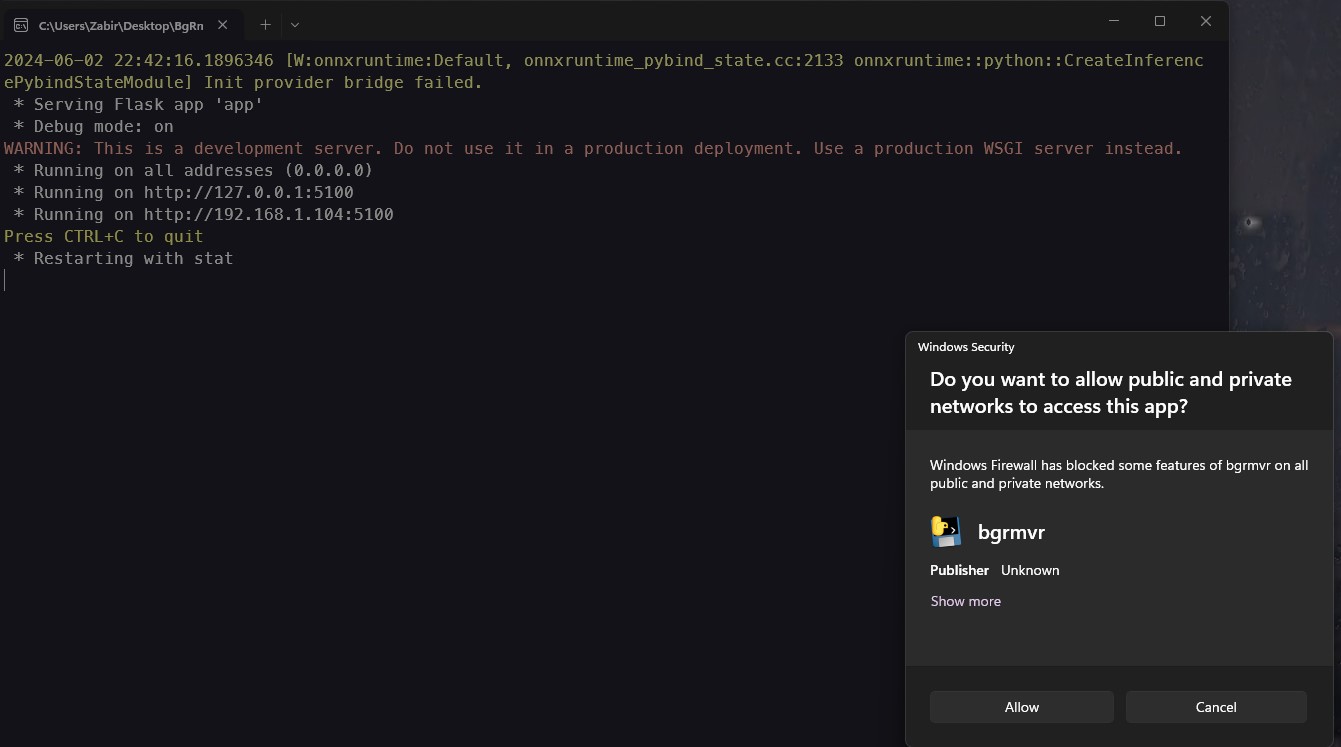 C:\Users\Zabir\Desktop\BgRn
2024-06-02 22:42:16.1896346 [W:onnxruntime:Default, onnxruntime_pybind_state.cc:2133 onnxruntime::python::CreateInferenc
ePybindStateModule] Init provider bridge failed.
* Serving Flask app 'app'
* Debug mode: on
WARNING: This is a development server. Do not use it in a production deployment. Use a production WSGI server instead.
* Running on all addresses (0.0.0.0)
* Running on http://127.0.0.1:5100
* Running on http://192.168.1.104:5100
Press CTRL+C to quit
* Restarting with stat
Windows Security
Do you want to allow public and private
networks to access this app?
Windows Firewall has blocked some features of bgrmvr on all
public and private networks.
bgrmvr
Publisher Unknown
Show more
Allow Cancel